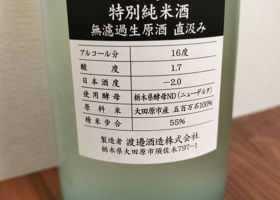 特別純米酒
無濾過生原酒 直汲み
アルコール分 16度
酸度 1.7
日本酒度 -2.0
使用酵母 栃木県酵母ND(ニューデルタ)
原料米 大田原市産 五百万石100%
精米歩合 55%
製造者 渡邉酒造株式会社
栃木県大田原市須佐木797-1